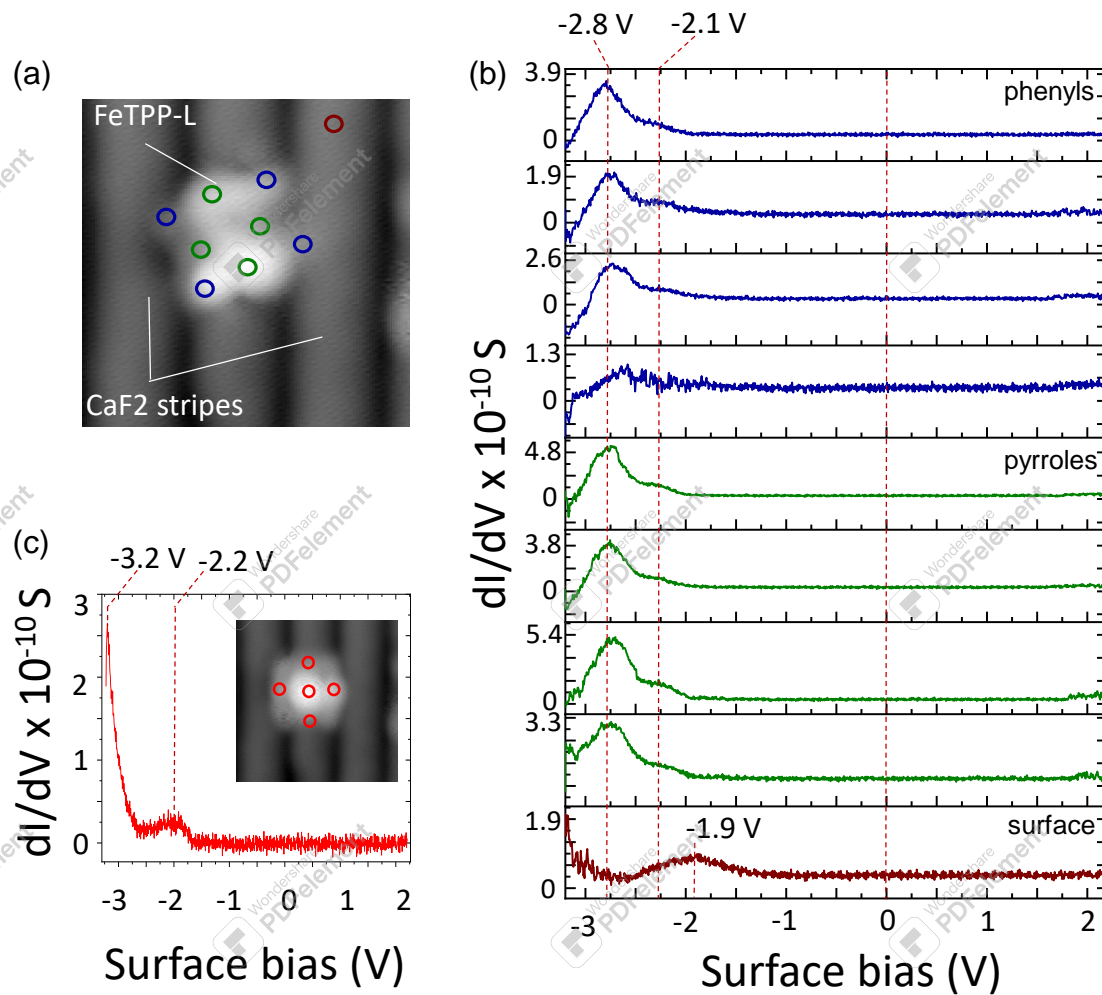 (a)
FeTPP-L
CaF2 stripes
(b)
-2.8 V
-2.1 V
dI/dV x 10⁻¹⁰ S
3.9
0
phenyls
1.9
0
2.6
0
1.3
0
4.8
0
pyrroles
3.8
0
5.4
0
3.3
1.9
0
surface
-1.9 V
-3 -2 -1 0 1 2
Surface bias (V)
(c)
-3.2 V
-2.2 V
dI/dV x 10⁻¹⁰ S
3
2
1
0
-3 -2 -1 0 1 2
Surface bias (V)
Wondershare
PDFelement